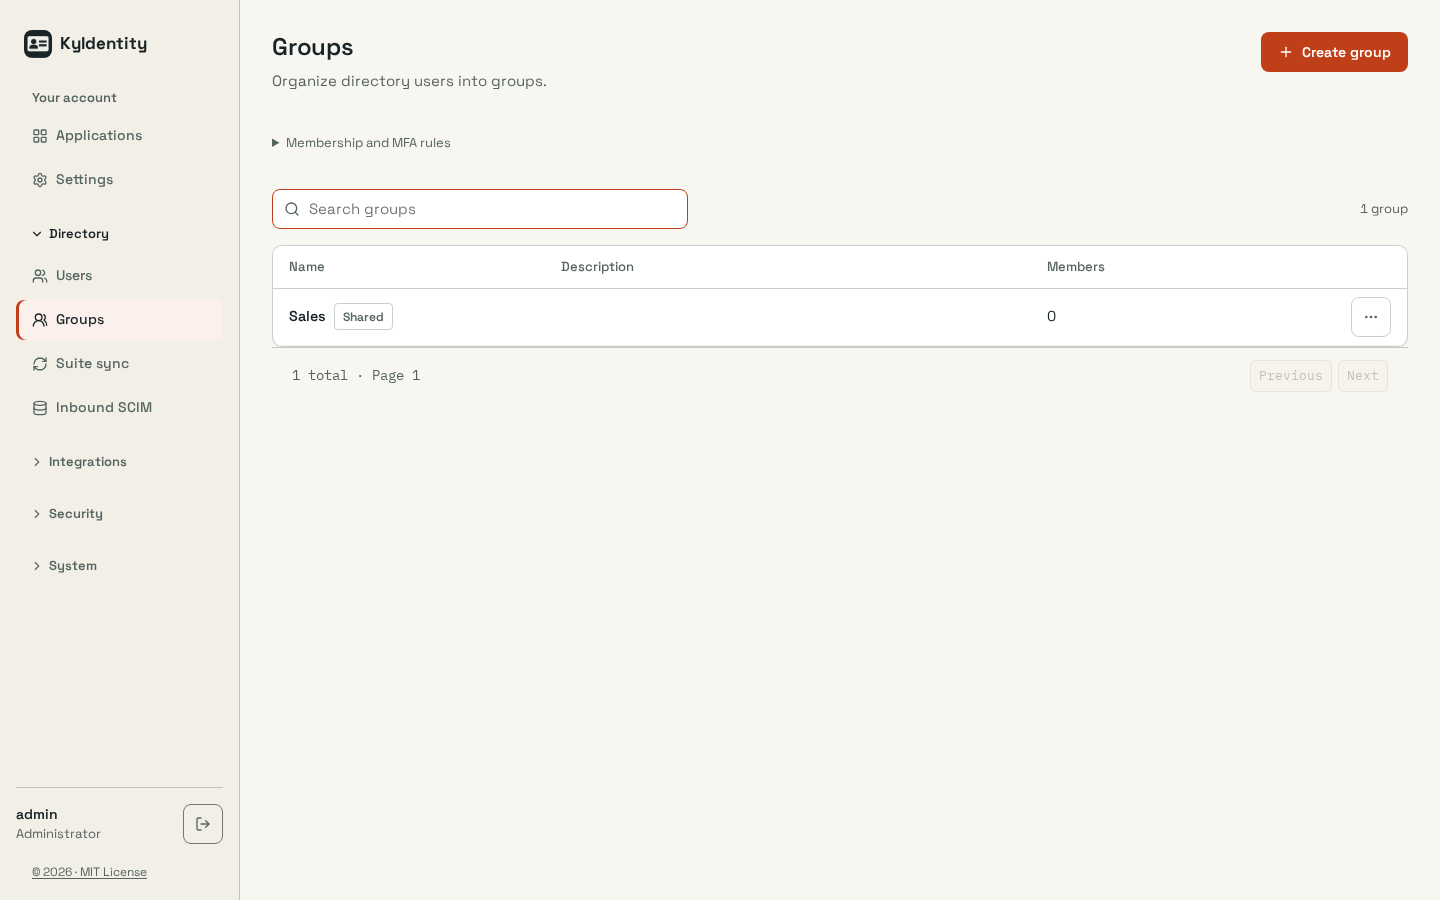 KyIdentity
Your account
Applications
Settings
Directory
Users
Groups
Suite sync
Inbound SCIM
Integrations
Security
System
admin
Administrator
© 2026 · MIT License
Groups
Organize directory users into groups.
Create group
Membership and MFA rules
Search groups
1 group
Name Description Members
Sales Shared 0
1 total · Page 1
Previous Next